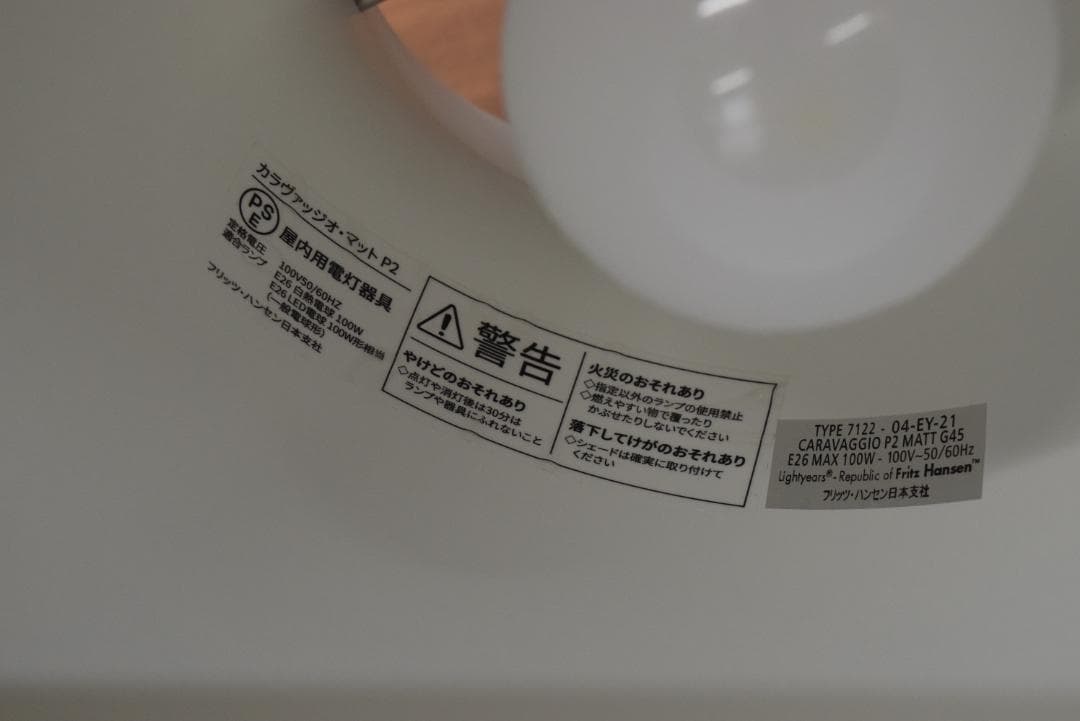 カラヴァッジオ・マット P2
PSE 屋内用電灯器具
定格電圧 100V50/60HZ
適合ランプ E26 白熱電球 100W
E26 LED電球 100W形相当
(一般電球形)
フリッツ・ハンセン日本支社
警告
やけどのおそれあり
◇点灯や消灯後は30分は
ランプや器具にふれないこと
火災のおそれあり
◇指定以外のランプの使用禁止
◇燃えやすい物で覆ったり
かぶせたりしないでください
落下してけがのおそれあり
◇シェードは確実に取り付けて
ください
TYPE 7122 - 04-EY-21
CARAVAGGIO P2 MATT G45
E26 MAX 100W - 100V~50/60Hz
Lightyears® - Republic of Fritz Hansen™
フリッツ・ハンセン日本支社